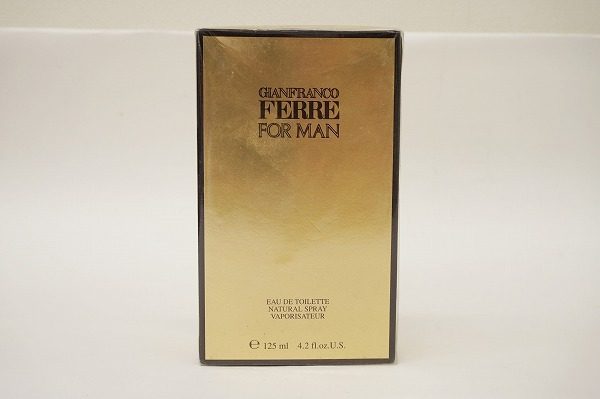 GIANFRANCO
FERRE
FOR MAN
EAU DE TOILETTE
NATURAL SPRAY
VAPORISATEUR
℮ 125 ml 4.2 fl.oz.U.S.